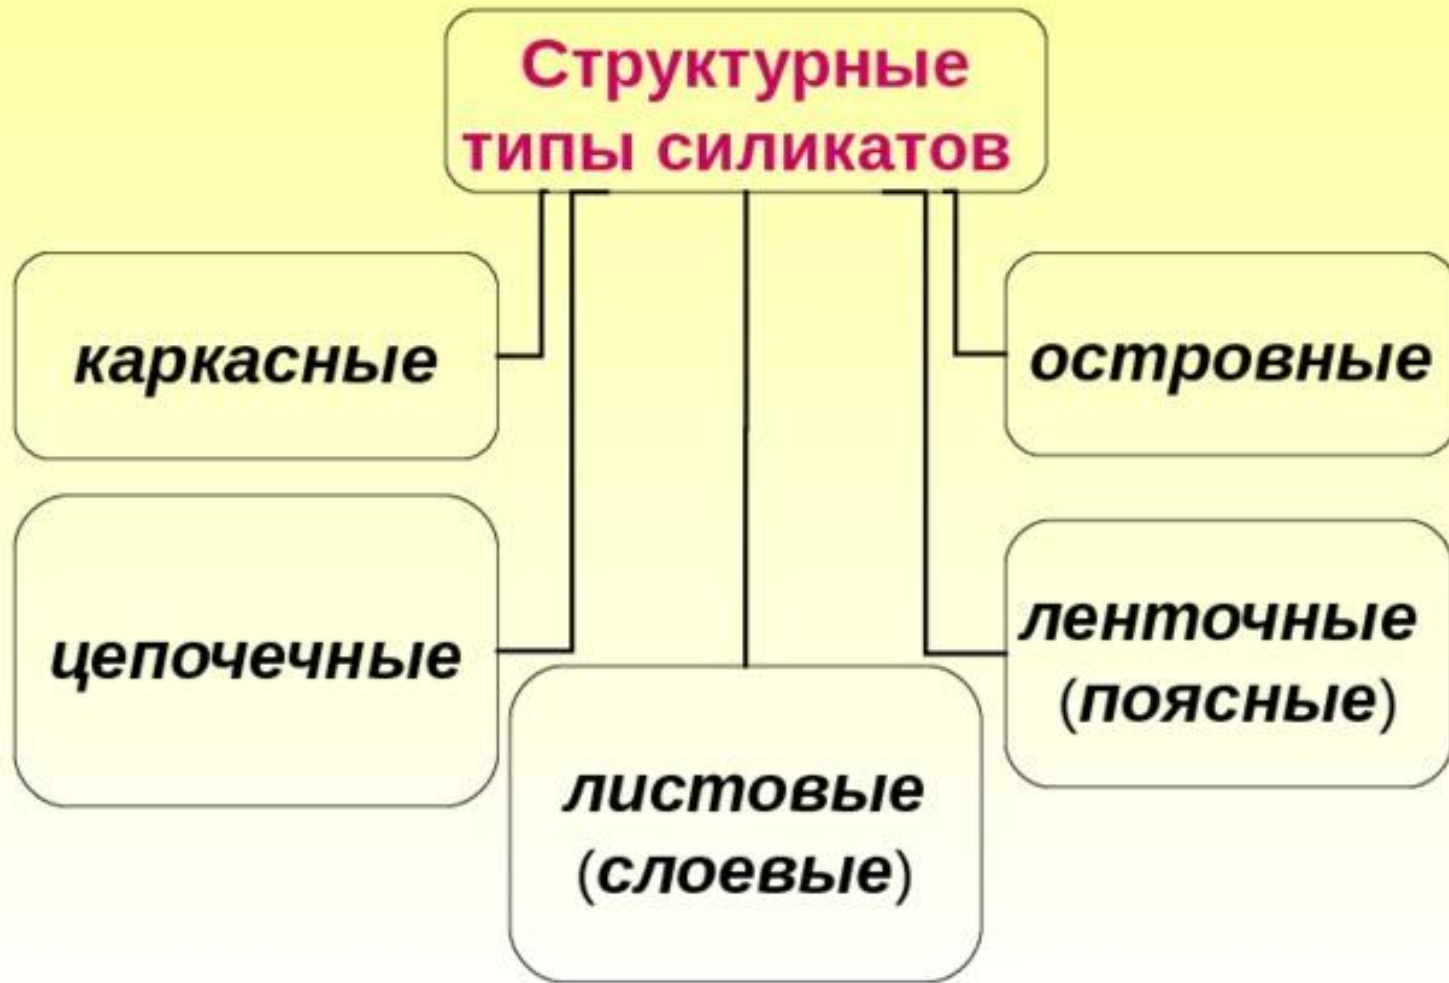 Структурные
типы силикатов
каркасные
островные
цепочечные
ленточные
(поясные)
листовые
(слоевые)